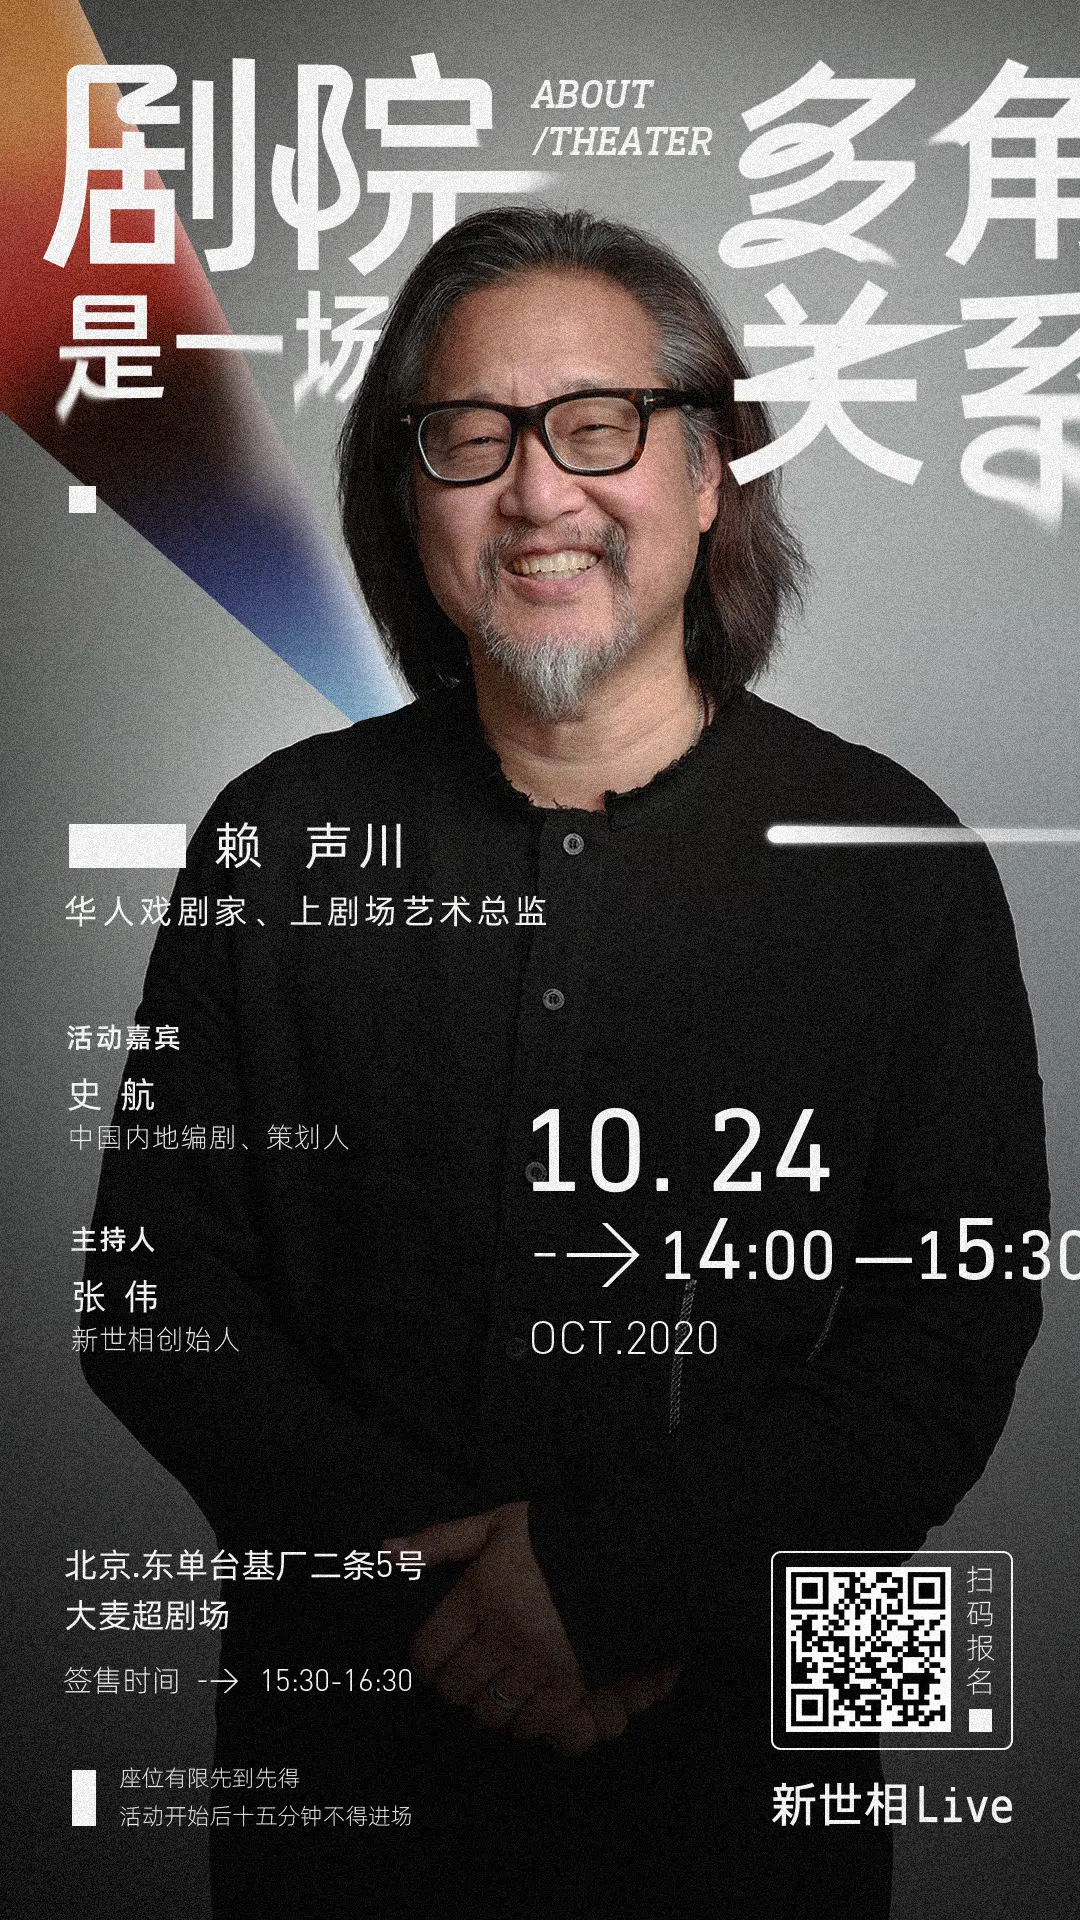 剧院
ABOUT
/THEATER
多角
是一场
关系
赖 声川
华人戏剧家、上剧场艺术总监
活动嘉宾
史 航
中国内地编剧、策划人
10. 24
14:00 —15:30
OCT.2020
主持人
张 伟
新世相创始人
北京.东单台基厂二条5号
大麦超剧场
签售时间 --> 15:30-16:30
扫码报名
座位有限先到先得
活动开始后十五分钟不得进场
新世相Live